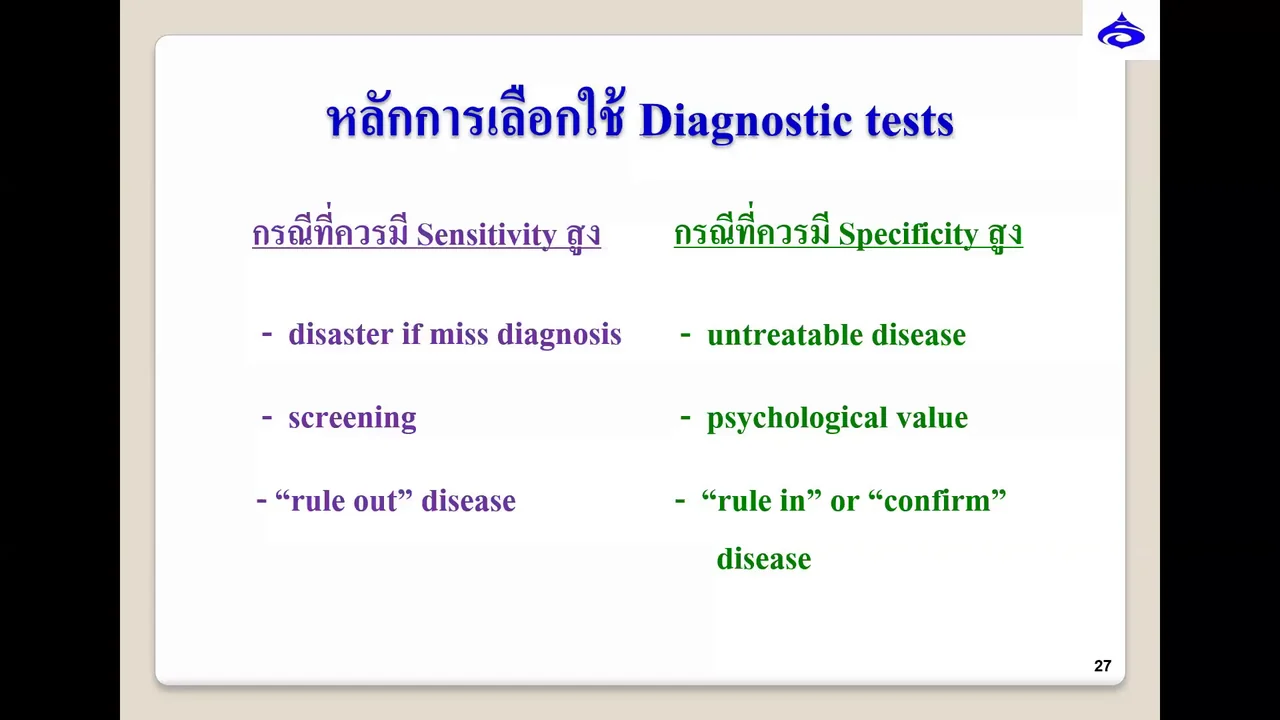 หลักการเลือกใช้ Diagnostic tests
กรณีที่ควรมี Sensitivity สูง
- disaster if miss diagnosis
- screening
- “rule out” disease
กรณีที่ควรมี Specificity สูง
- untreatable disease
- psychological value
- “rule in” or “confirm”
disease
27